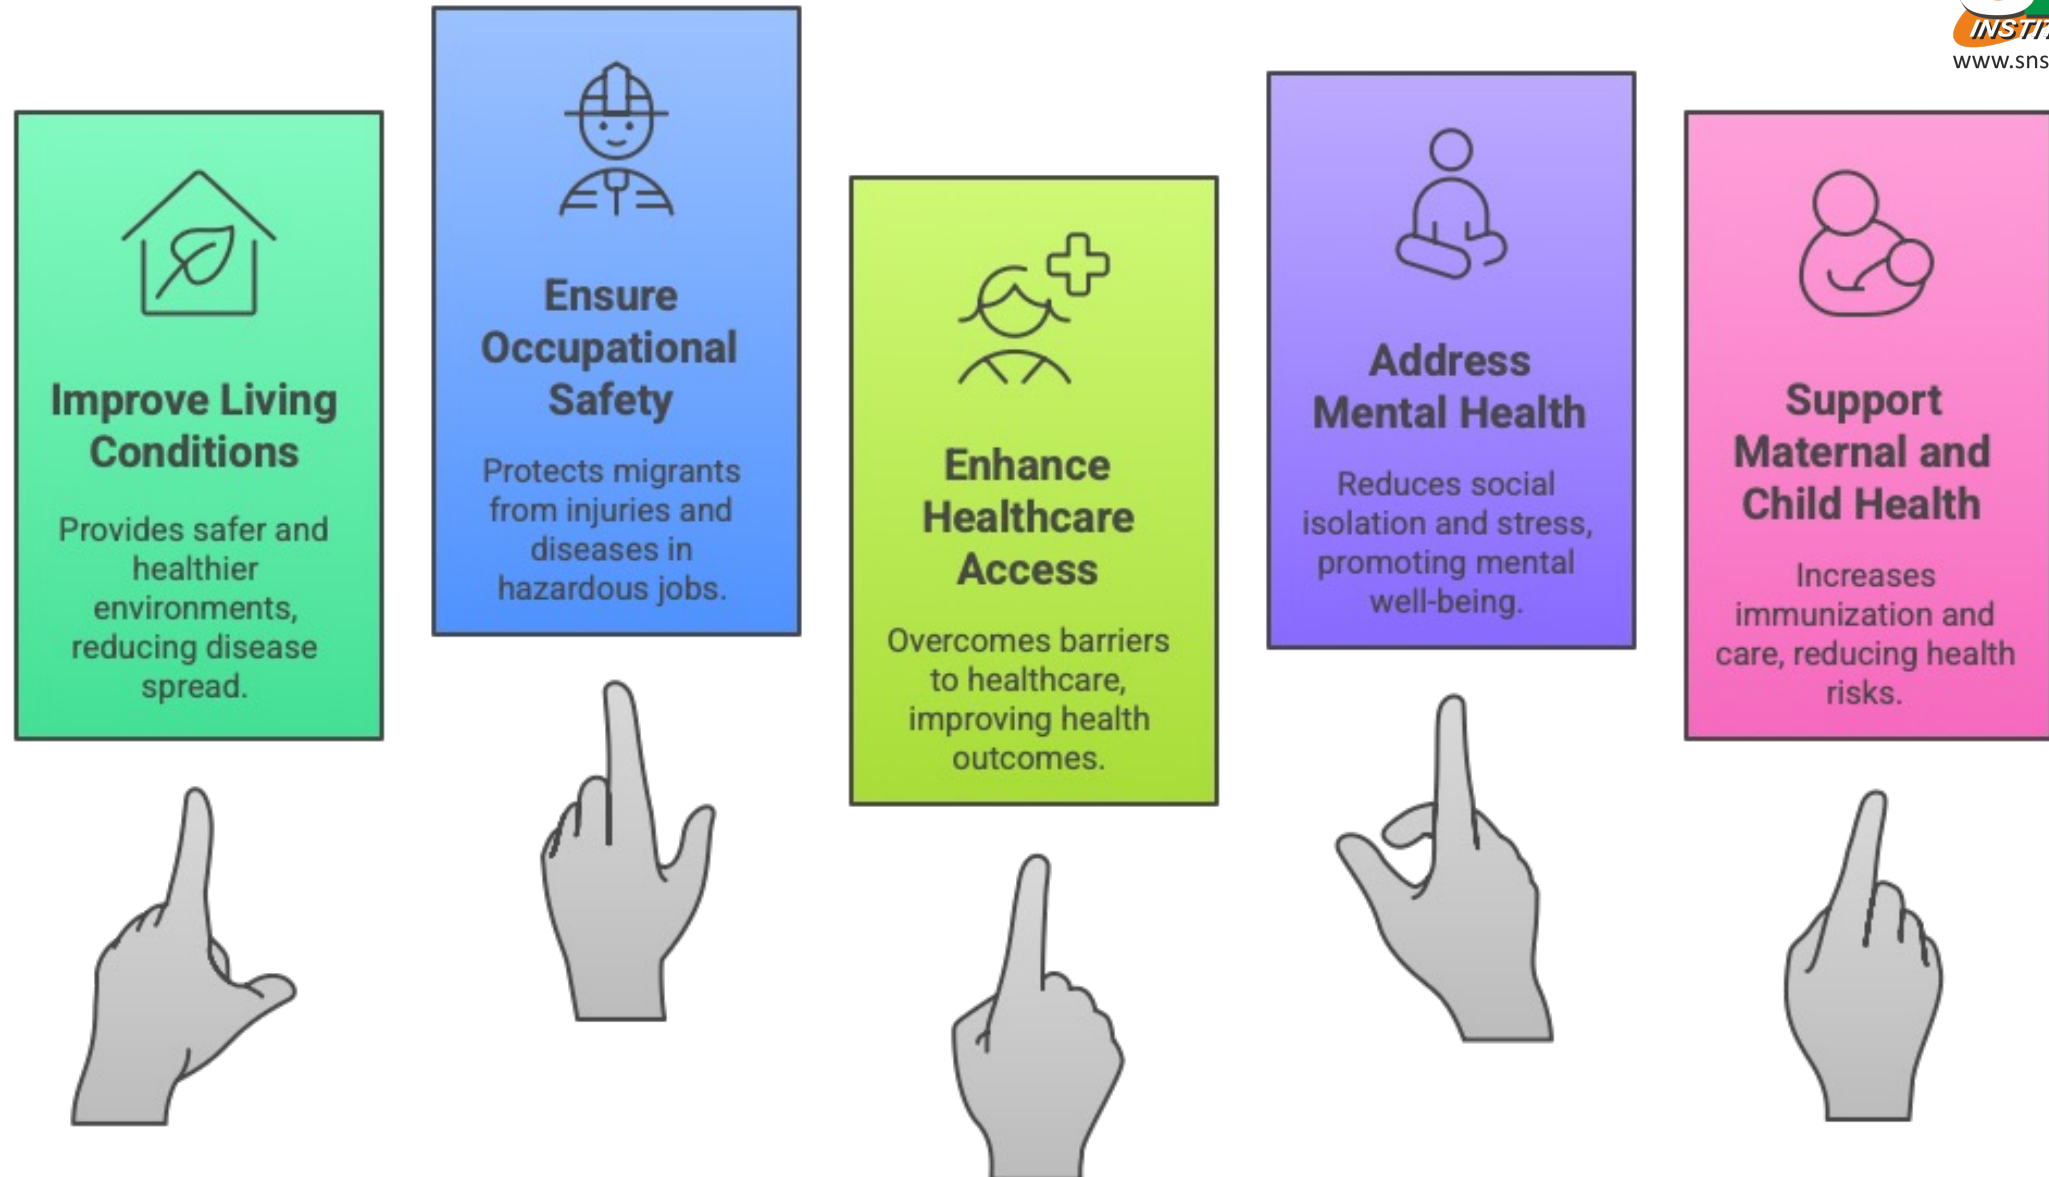 Improve Living
Conditions
Provides safer and
healthier
environments,
reducing disease
spread.
Ensure
Occupational
Safety
Protects migrants
from injuries and
diseases in
hazardous jobs.
Enhance
Healthcare
Access
Overcomes barriers
to healthcare,
improving health
outcomes.
Address
Mental Health
Reduces social
isolation and stress,
promoting mental
well-being.
Support
Maternal and
Child Health
Increases
immunization and
care, reducing health
risks.